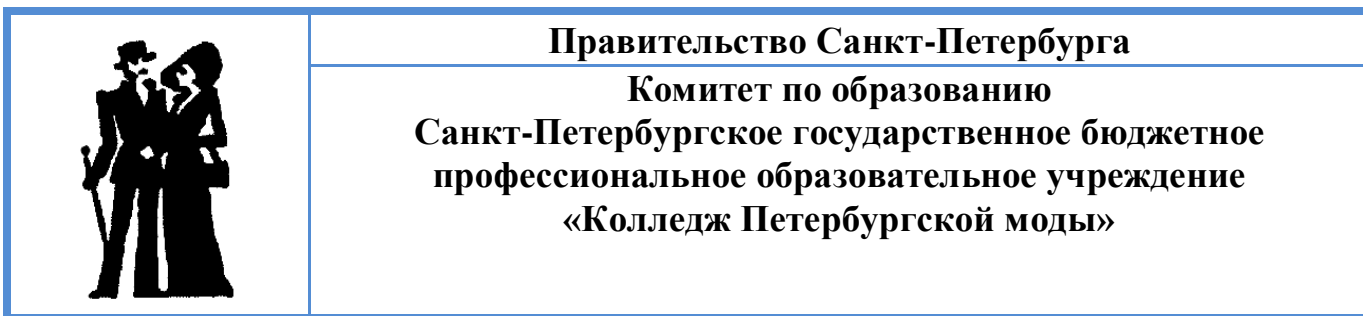 Правительство Санкт-Петербурга
Комитет по образованию
Санкт-Петербургское государственное бюджетное
профессиональное образовательное учреждение
«Колледж Петербургской моды»